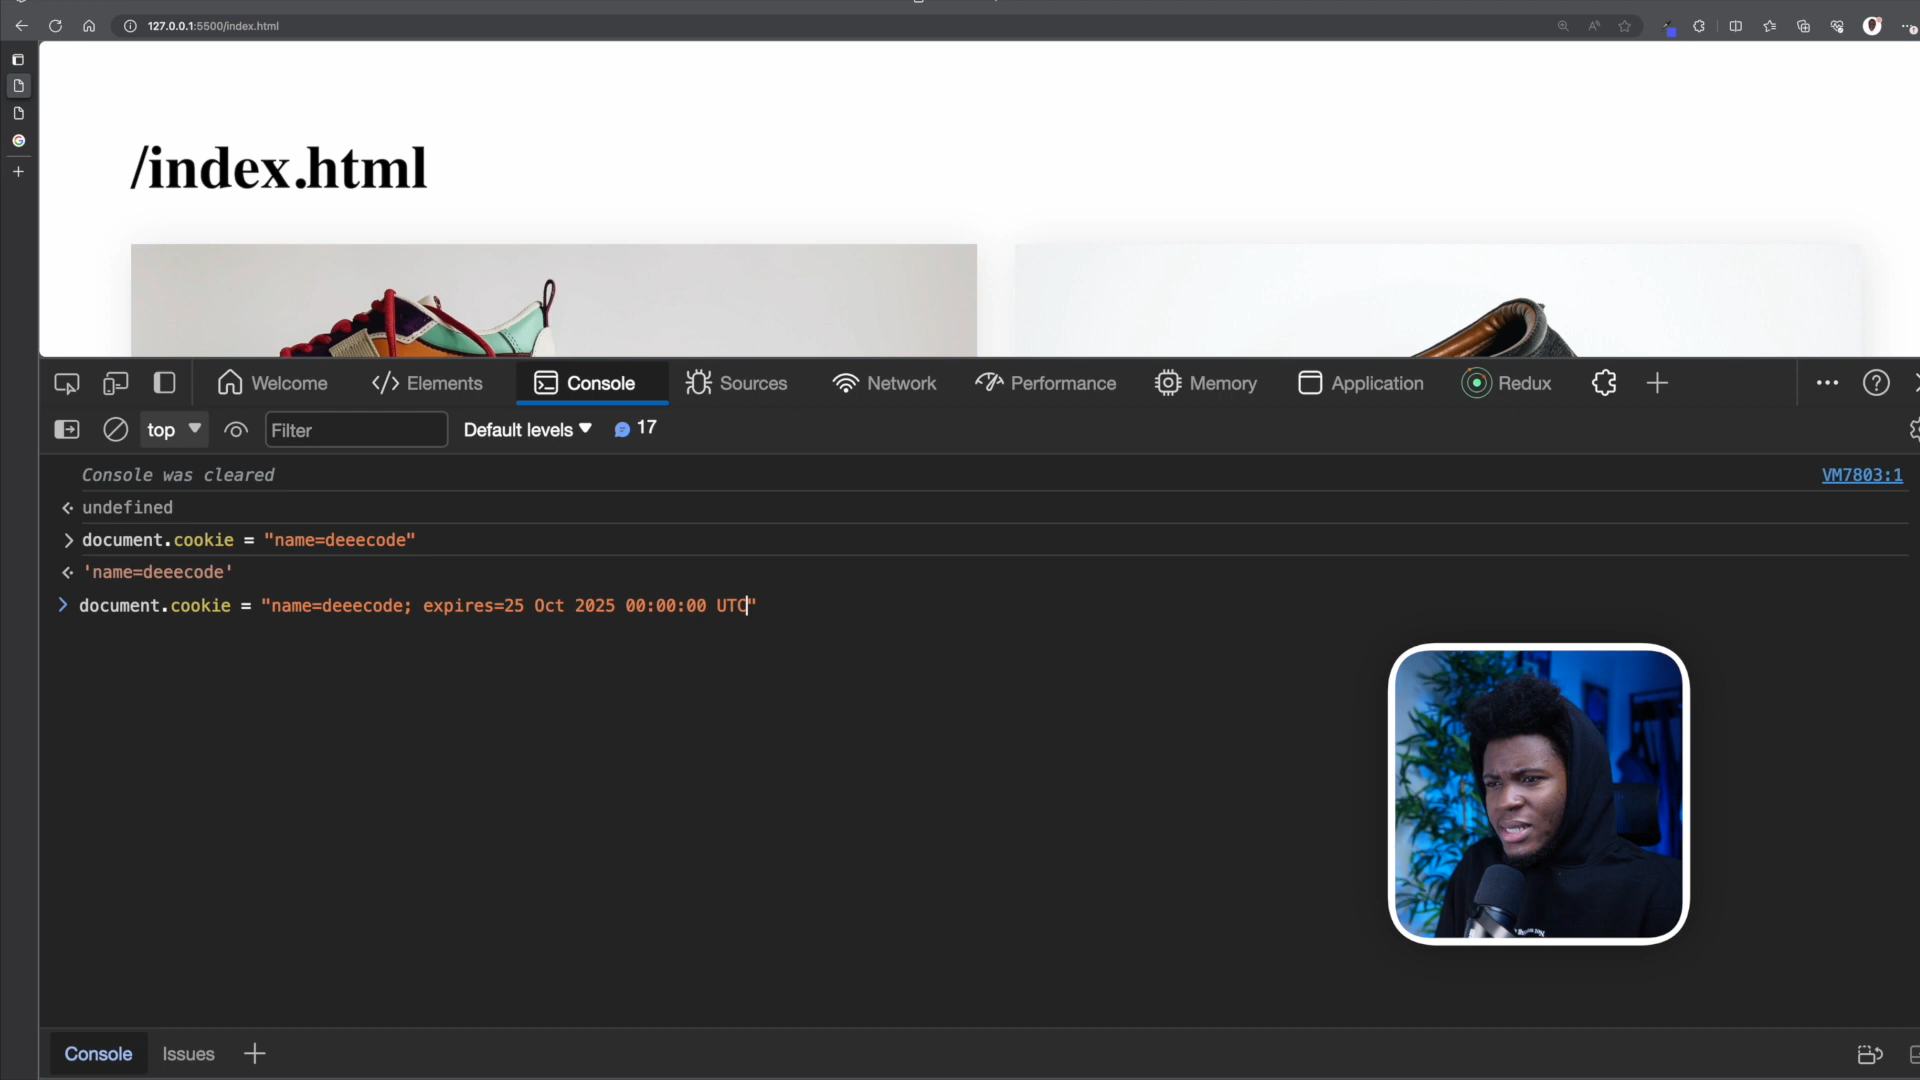 127.0.0.1:5500/index.html
/index.html
Welcome
Elements
Console
Sources
Network
Performance
Memory
Application
Redux
top
Filter
Default levels
17
Console was cleared
VM7803:1
undefined
document.cookie = "name=deeecode"
'name=deeecode'
document.cookie = "name=deeecode; expires=25 Oct 2025 00:00:00 UTC"
Console
Issues